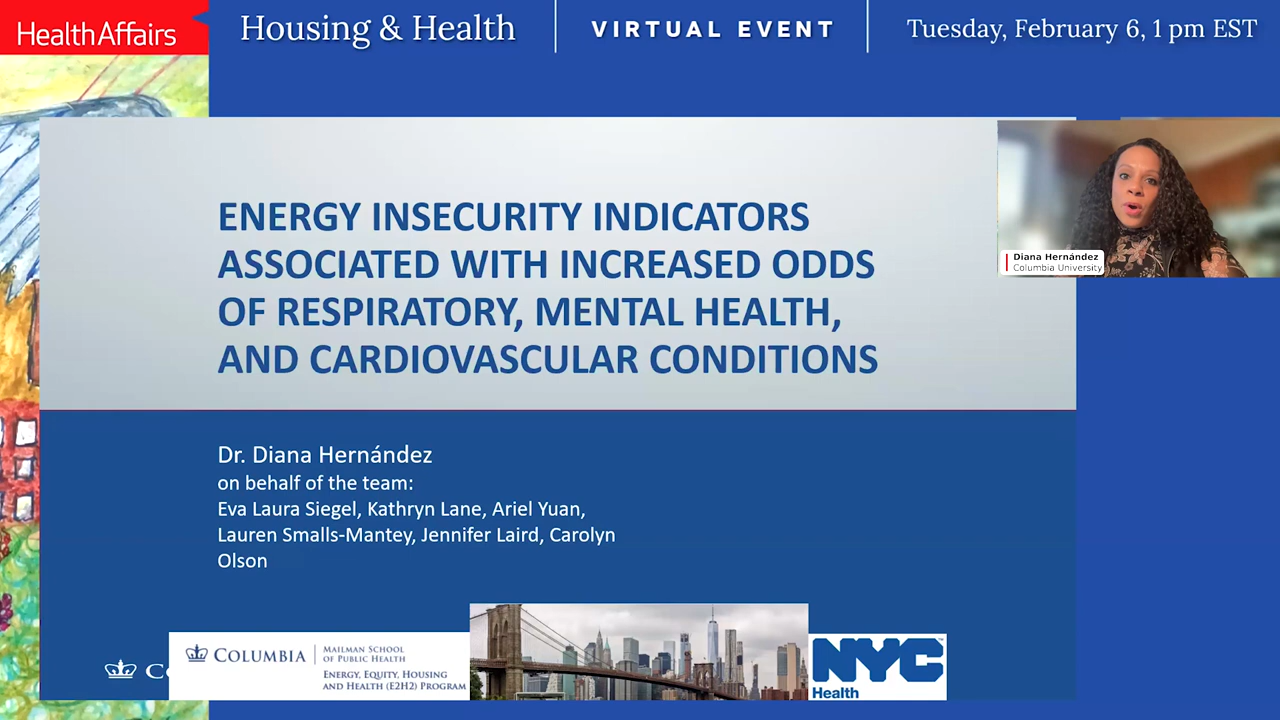 HealthAffairs
Housing & Health
VIRTUAL EVENT
Tuesday, February 6, 1 pm EST
ENERGY INSECURITY INDICATORS
ASSOCIATED WITH INCREASED ODDS
OF RESPIRATORY, MENTAL HEALTH,
AND CARDIOVASCULAR CONDITIONS
Diana Hernández
Columbia University
Dr. Diana Hernández
on behalf of the team:
Eva Laura Siegel, Kathryn Lane, Ariel Yuan,
Lauren Smalls-Mantey, Jennifer Laird, Carolyn
Olson
COLUMBIA
MAILMAN SCHOOL
OF PUBLIC HEALTH
ENERGY, EQUITY, HOUSING
AND HEALTH (E2H2) PROGRAM
NYC
Health